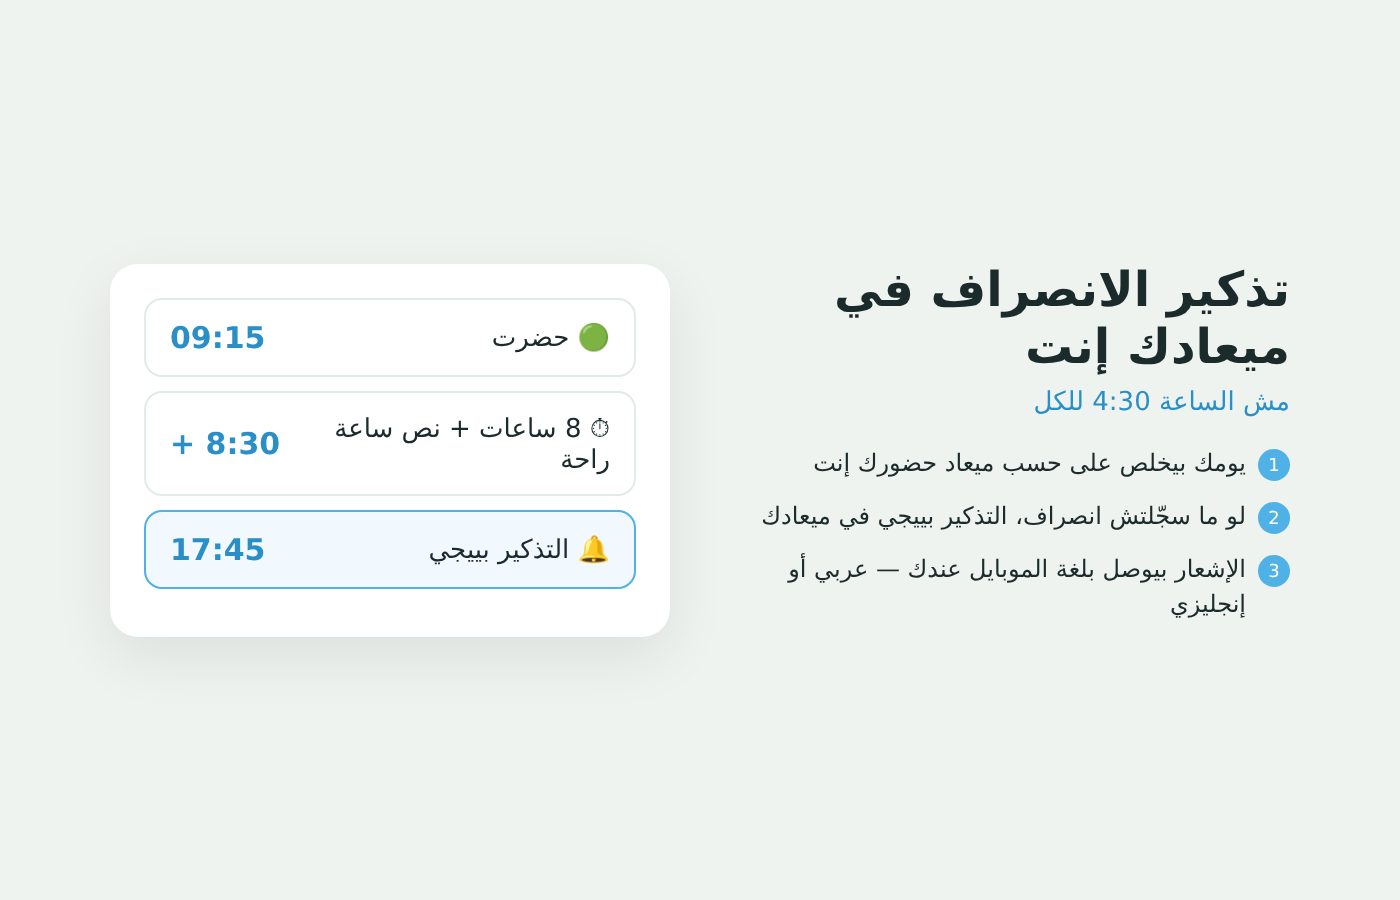 تذكير الانصراف في
ميعادك إنت
مش الساعة 4:30 للكل
1 يومك بيخلص على حسب ميعاد حضورك إنت
2 لو ما سجّلتش انصراف، التذكير بييجي في ميعادك
3 الإشعار بيوصل بلغة الموبايل عندك — عربي أو
إنجليزي
🟢 حضرت 09:15
⏱ 8 ساعات + نص ساعة
راحة
+ 8:30
🔔 التذكير بييجي 17:45